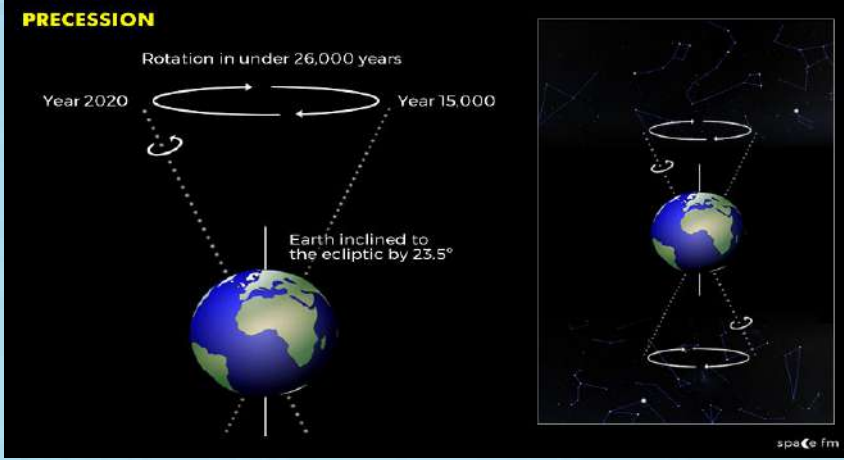 PRECESSION
Rotation in under 26,000 years
Year 2020
Year 15,000
Earth inclined to
the ecliptic by 23.5°
space fm